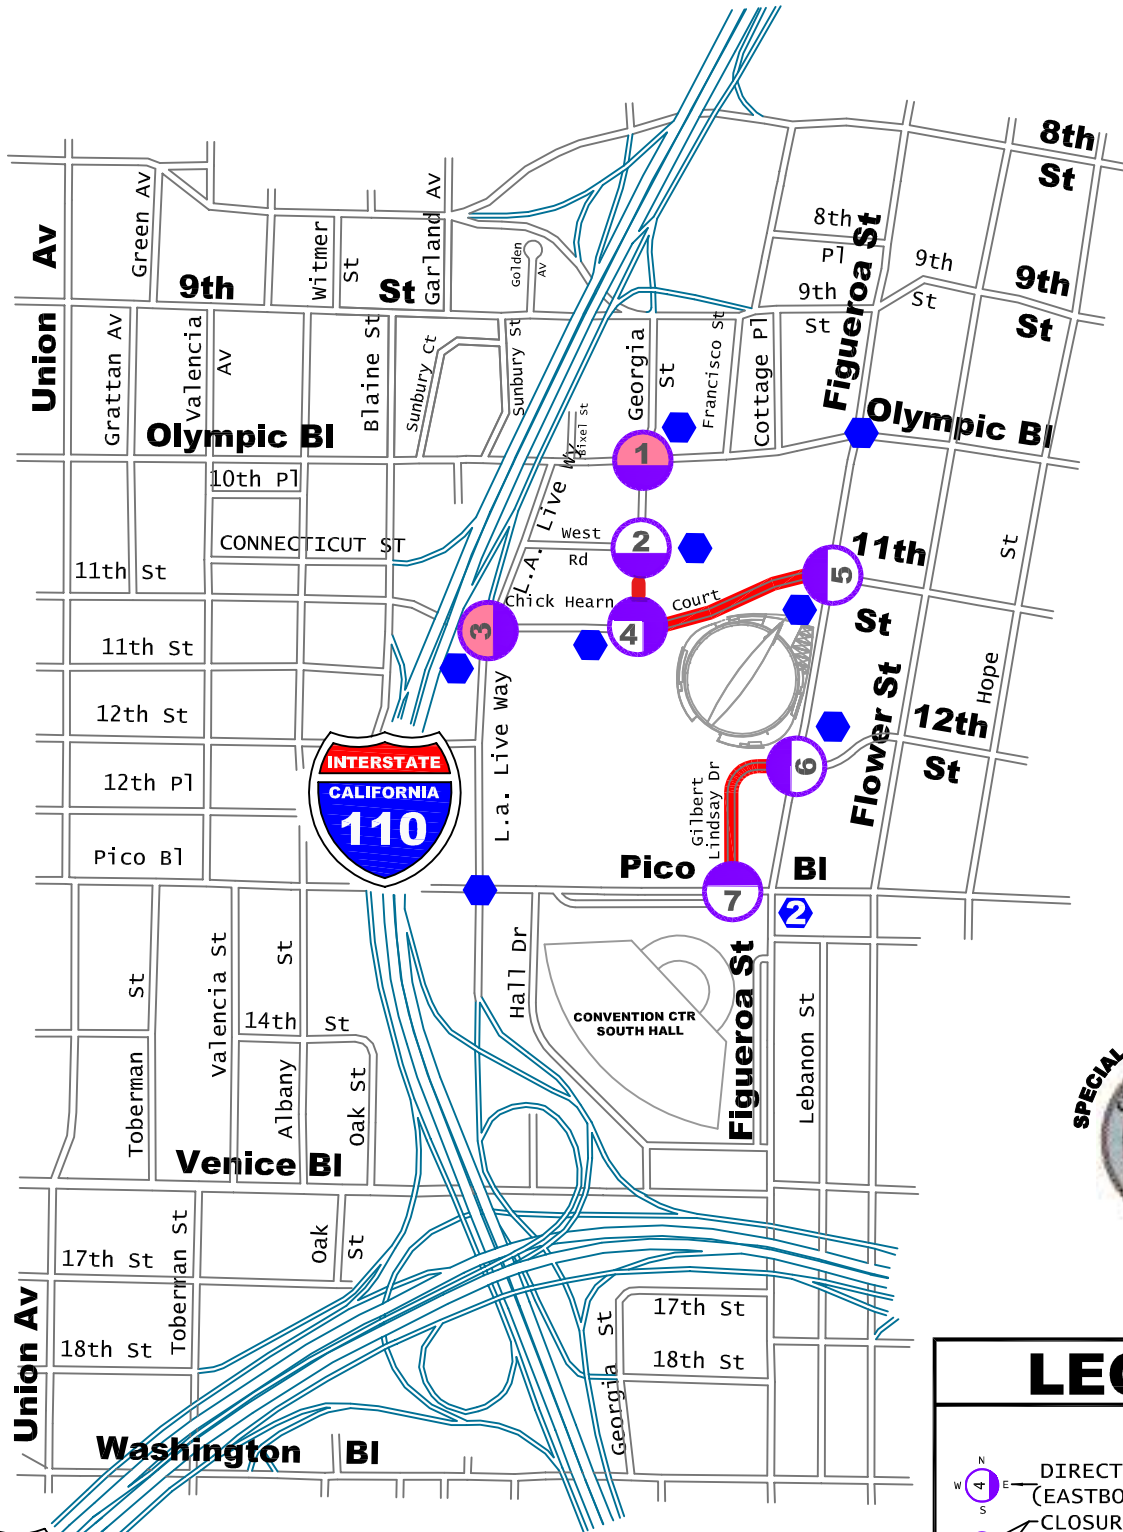 8th
St
Green Av
Garland Av
8th
Pl
Union Av
Witmer
St
Golden
Av
Figueroa St
9th
St
9th
St
9th
St
9th
St
Grattan Av
Valencia
Av
Blaine St
Sunbury Ct
Sunbury St
Bixel St
Georgia
St
Francisco St
Cottage Pl
Olympic Bl
Olympic Bl
1
10th Pl
L.A. Live Wy
CONNECTICUT ST
West
Rd
2
11th
St
St
11th St
5
Chick Hearn
Court
3
4
11th St
Hope
12th St
L.a. Live Way
Flower St
12th
St
INTERSTATE
CALIFORNIA
110
12th Pl
6
Gilbert
Lindsay Dr
Pico Bl
Pico
Bl
7
2
St
Valencia St
St
Hall Dr
Figueroa St
CONVENTION CTR
SOUTH HALL
14th St
Lebanon St
Toberman
Albany
Oak St
SPECIAL
Venice Bl
Oak
St
17th St
Toberman St
Union Av
17th St
18th St
18th St
Georgia St
Washington Bl
LEG
N
W
4
E
S
DIRECT
(EASTBO
CLOSUR